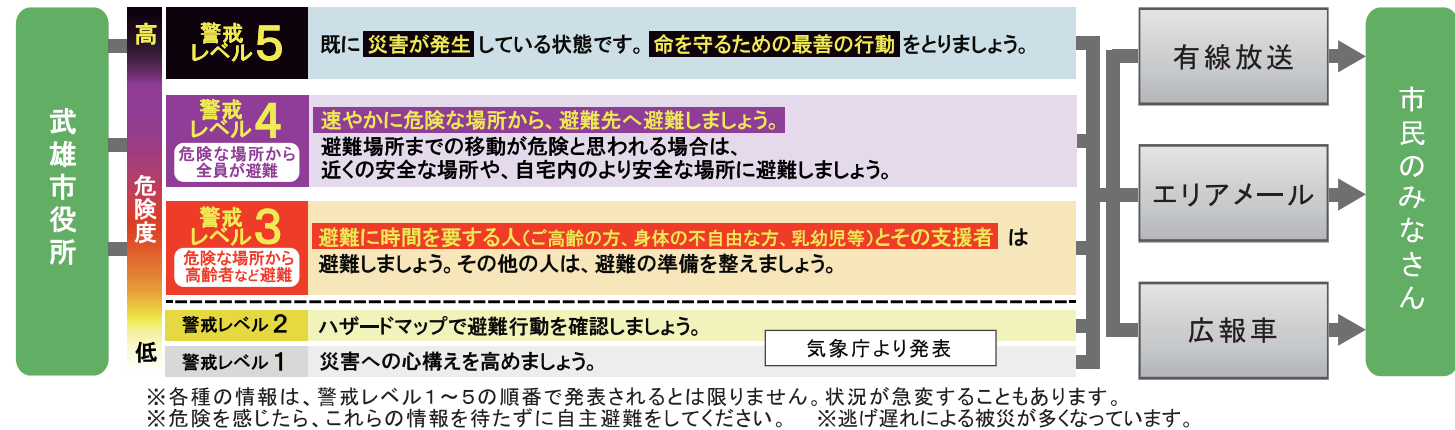 武雄市役所
高
危険度
低
警戒
レベル5
既に災害が発生している状態です。命を守るための最善の行動をとりましょう。
警戒
レベル4
危険な場所から
全員が避難
速やかに危険な場所から、避難先へ避難しましょう。
避難場所までの移動が危険と思われる場合は、
近くの安全な場所や、自宅内のより安全な場所に避難しましょう。
警戒
レベル3
危険な場所から
高齢者など避難
避難に時間を要する人(ご高齢の方、身体の不自由な方、乳幼児等)とその支援者 は
避難しましょう。その他の人は、避難の準備を整えましょう。
警戒レベル2
ハザードマップで避難行動を確認しましょう。
警戒レベル1
災害への心構えを高めましょう。
気象庁より発表
有線放送
エリアメール
広報車
市民のみなさん
※各種の情報は、警戒レベル1~5の順番で発表されるとは限りません。状況が急変することもあります。
※危険を感じたら、これらの情報を待たずに自主避難をしてください。 ※逃げ遅れによる被災が多くなっています。